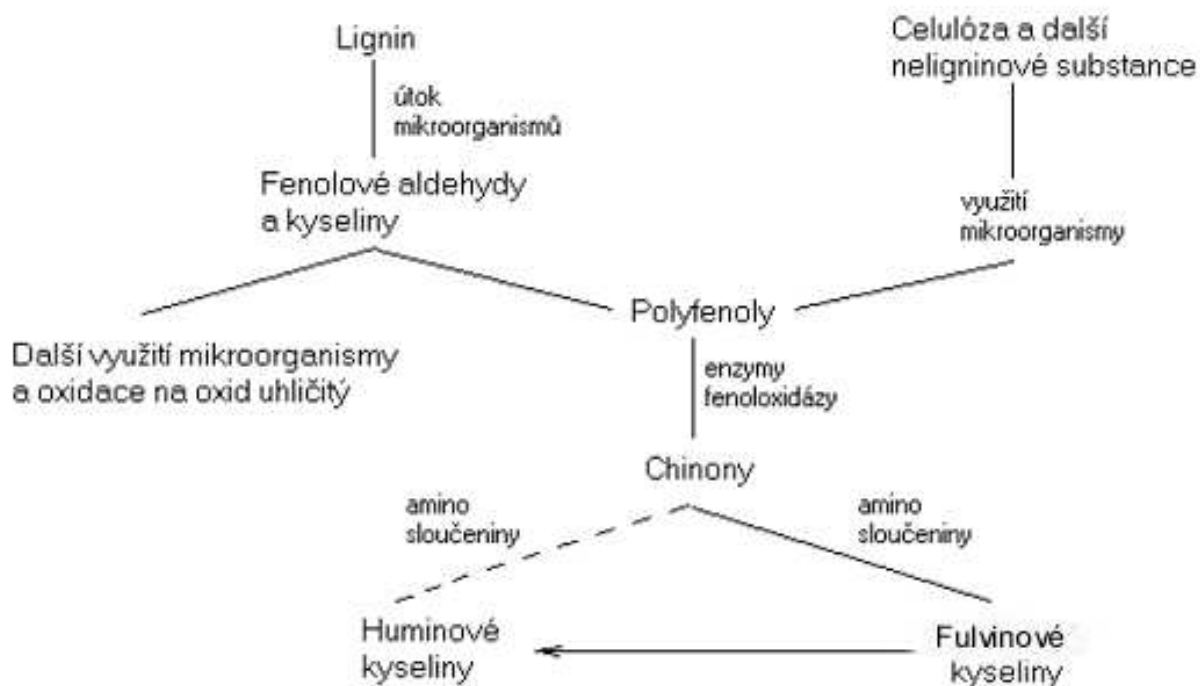 Lignin
Celulóza a další
neligninové substance
útok
mikroorganismů
Fenolové aldehydy
a kyseliny
využití
mikroorganismy
Polyfenoly
Další využití mikroorganismy
a oxidace na oxid uhličitý
enzymy
fenoloxidázy
Chinony
amino
sloučeniny
amino
sloučeniny
Huminové
kyseliny
Fulvinové
kyseliny